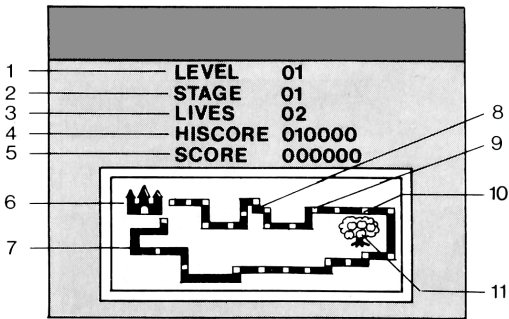 1 LEVEL 01
2 STAGE 01
3 LIVES 02
4 HISCORE 010000
5 SCORE 000000
8
9
6 10
7
11